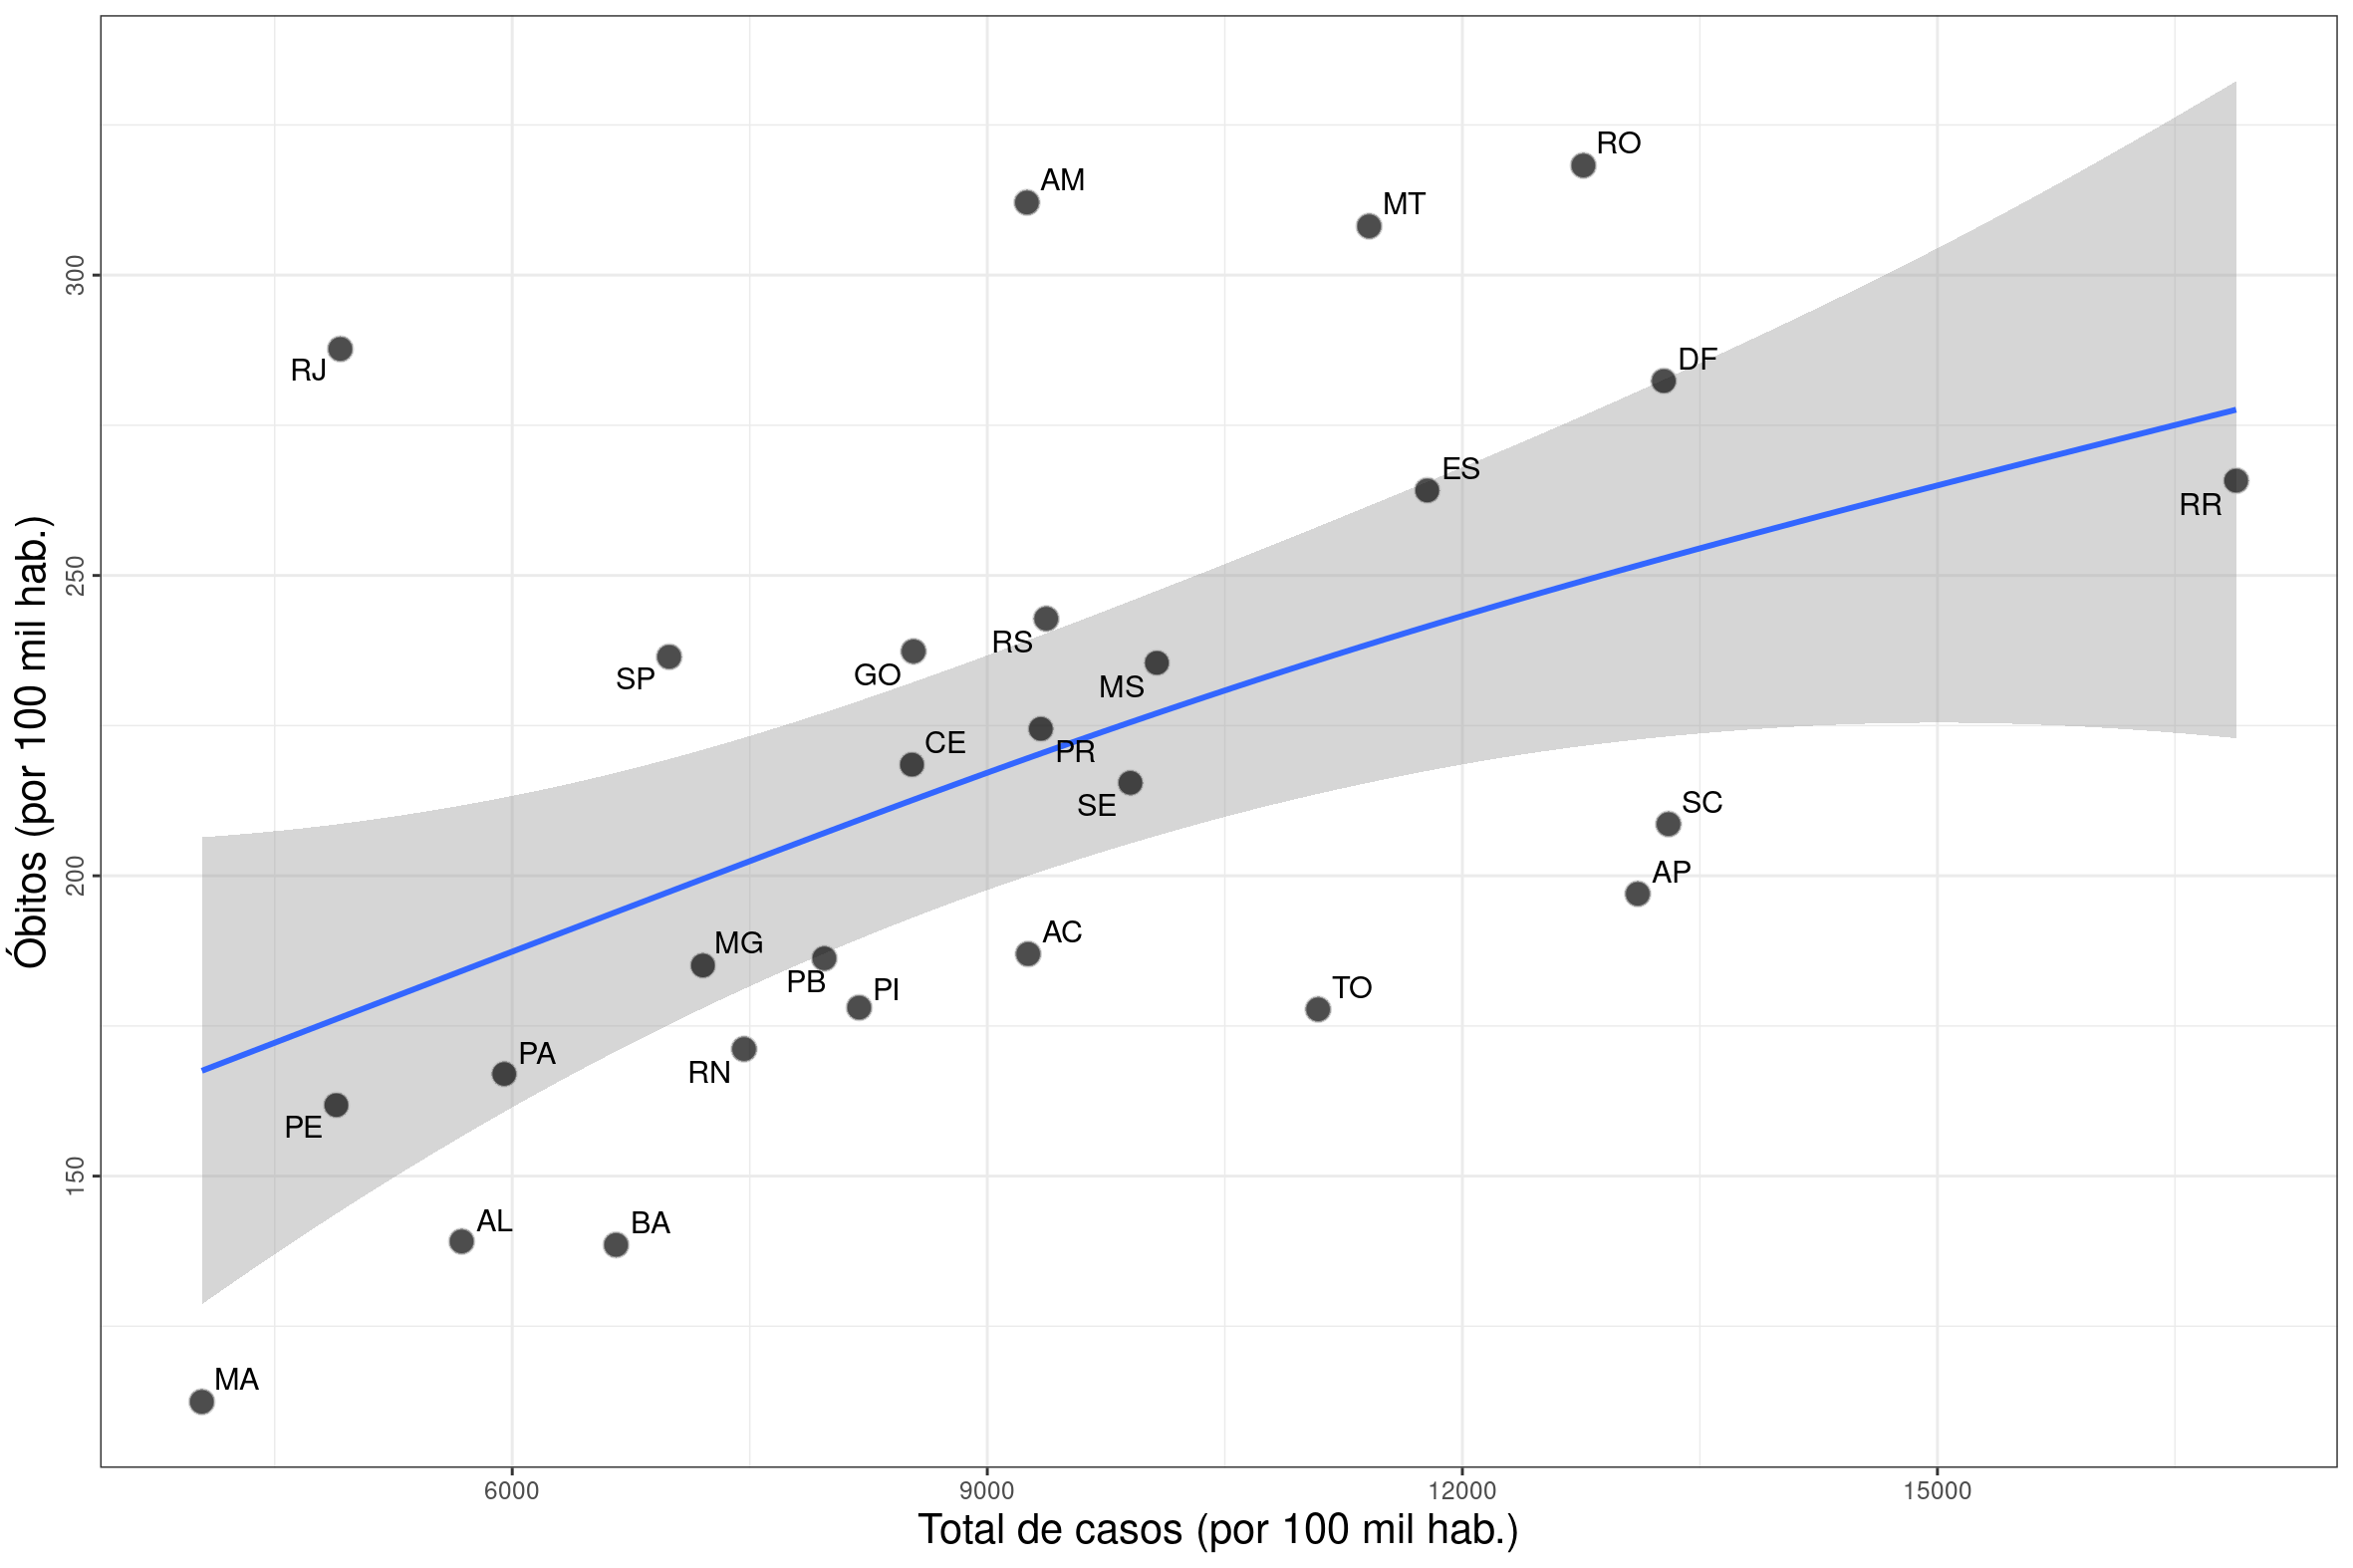 RO
AM
MT
300
RJ
DF
ES
RR
250
RS
GO
SP
MS
CE
PR
SE
SC
200
AP
AC
MG
PB
PI
TO
PA
RN
PE
150
AL
BA
MA
Óbitos (por 100 mil hab.)
6000 9000 12000 15000
Total de casos (por 100 mil hab.)